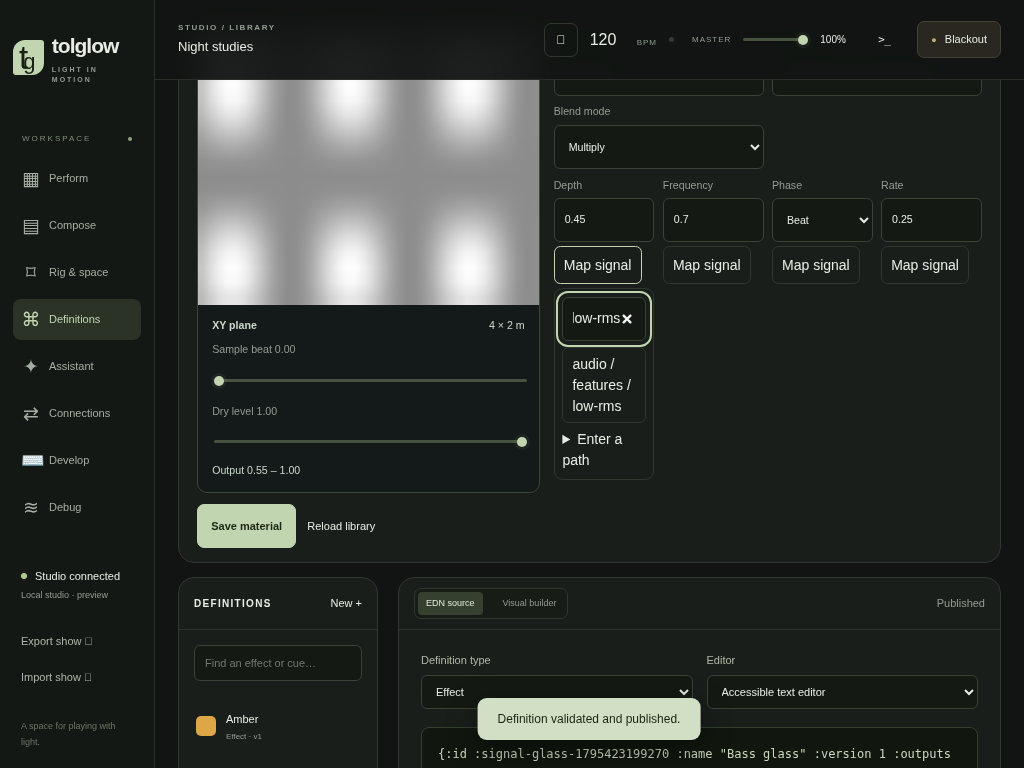 tg
tolglow
LIGHT IN
MOTION
WORKSPACE
Perform
Compose
Rig & space
Definitions
Assistant
Connections
Develop
Debug
Studio connected
Local studio · preview
Export show
Import show
A space for playing with
light.
STUDIO / LIBRARY
Night studies
120 BPM
MASTER 100%
>_
Blackout
Blend mode
Multiply
Depth Frequency Phase Rate
0.45 0.7 Beat 0.25
Map signal Map signal Map signal Map signal
low-rms
audio /
features /
low-rms
Enter a
path
XY plane 4 × 2 m
Sample beat 0.00
Dry level 1.00
Output 0.55 – 1.00
Save material Reload library
DEFINITIONS New +
Find an effect or cue…
Amber
Effect · v1
EDN source Visual builder Published
Definition type Editor
Effect Accessible text editor
Definition validated and published.
{:id :signal-glass-1795423199270 :name "Bass glass" :version 1 :outputs